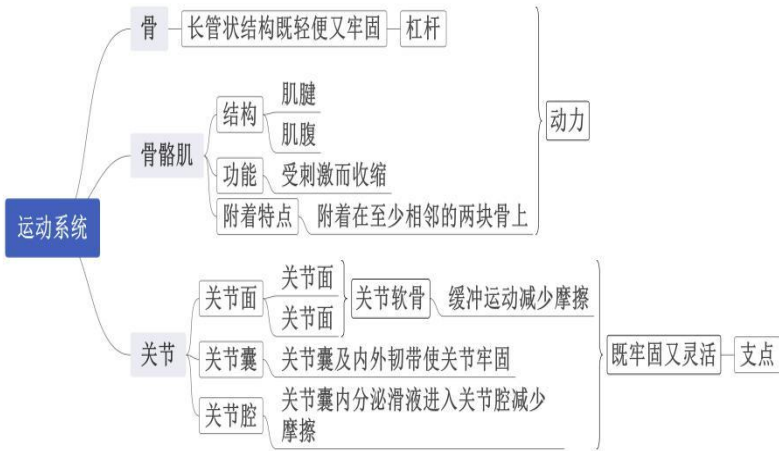 骨
长管状结构既轻便又牢固
杠杆
骨骼肌
结构
肌腱
肌腹
功能
受刺激而收缩
附着特点
附着在至少相邻的两块骨上
动力
运动系统
关节
关节面
关节面
关节面
关节软骨
缓冲运动减少摩擦
关节囊
关节囊及内外韧带使关节牢固
关节腔
关节囊内分泌滑液进入关节腔减少
摩擦
既牢固又灵活
支点